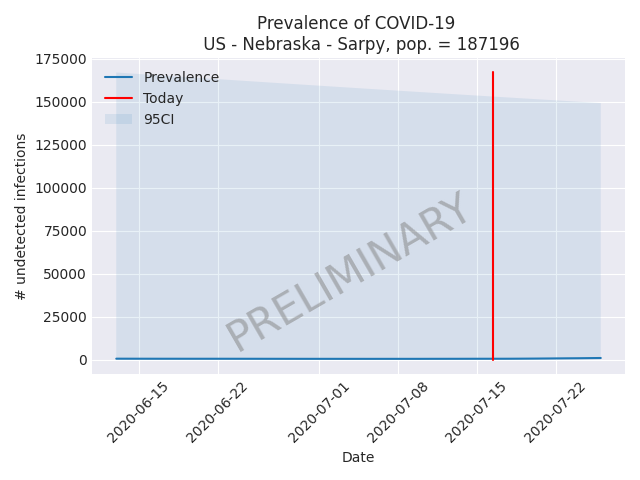 Prevalence of COVID-19
US - Nebraska - Sarpy, pop. = 187196
175000
150000
125000
100000
75000
50000
25000
0
# undetected infections
Prevalence
Today
95CI
PRELIMINARY
2020-06-15
2020-06-22
2020-07-01
2020-07-08
2020-07-15
2020-07-22
Date